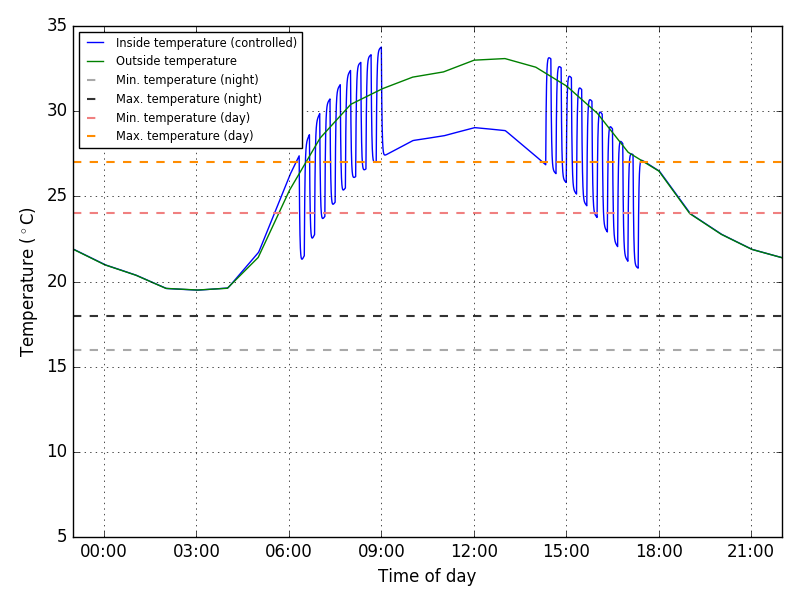 35
30
25
20
15
10
5
Temperature (°C)
Inside temperature (controlled)
Outside temperature
Min. temperature (night)
Max. temperature (night)
Min. temperature (day)
Max. temperature (day)
00:00 03:00 06:00 09:00 12:00 15:00 18:00 21:00
Time of day